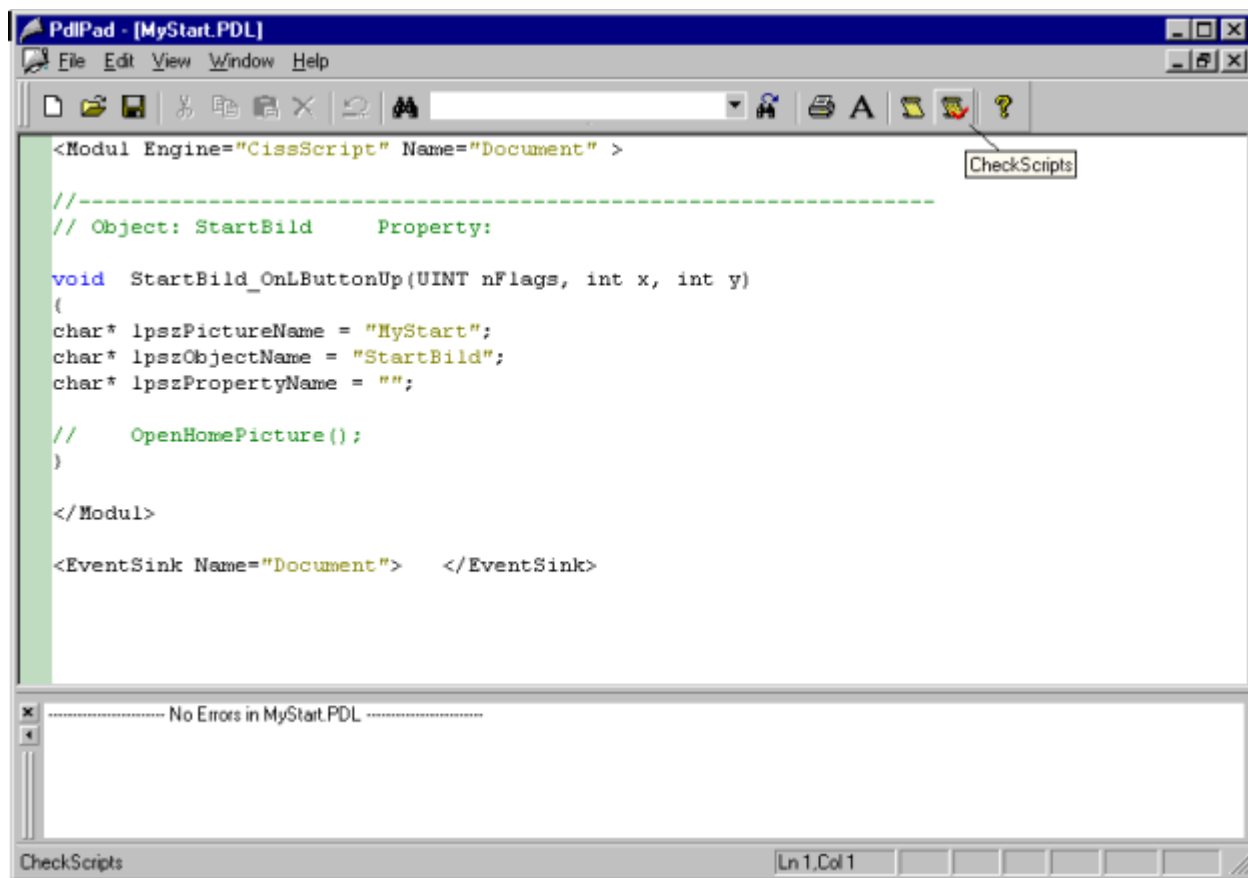 PdlPad - [MyStart.PDL]
File Edit View Window Help
A ?
CheckScripts
<Modul Engine="CissScript" Name="Document" >
//------------------------------------------------------------------
// Object: StartBild Property:
void StartBild_OnLButtonUp(UINT nFlags, int x, int y)
{
char* lpszPictureName = "MyStart";
char* lpszObjectName = "StartBild";
char* lpszPropertyName = "";
// OpenHomePicture();
}
</Modul>
<EventSink Name="Document"> </EventSink>
-------------------------- No Errors in MyStart.PDL --------------------------
CheckScripts Ln 1,Col 1